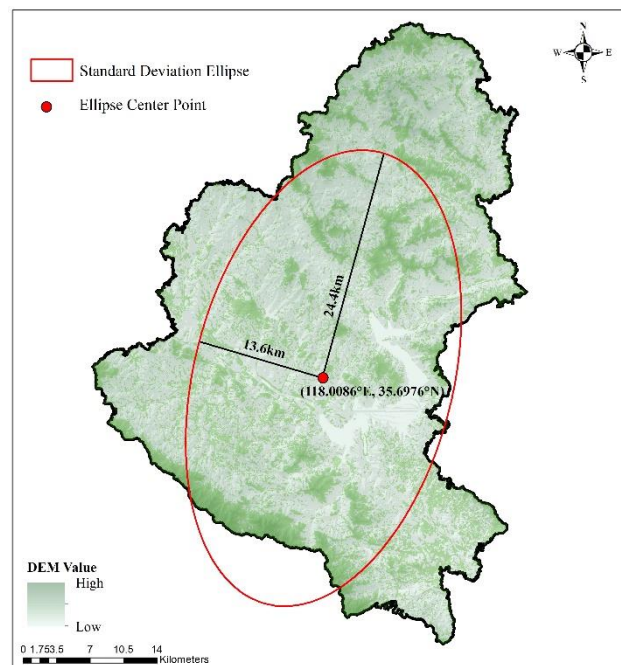 N
W E
S
Standard Deviation Ellipse
Ellipse Center Point
24.4km
13.6km
(118.0086°E, 35.6976°N)
DEM Value
High
Low
0 1.753.5 7 10.5 14
Kilometers